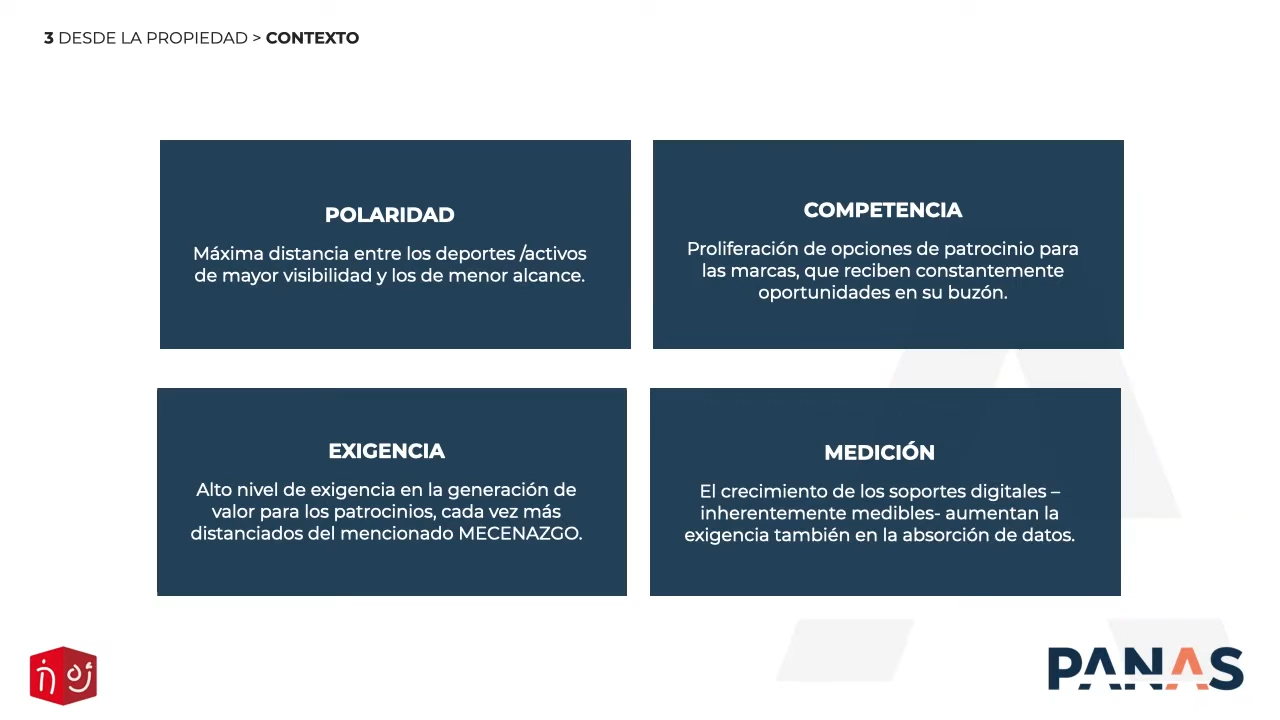 3 DESDE LA PROPIEDAD > CONTEXTO
POLARIDAD
Máxima distancia entre los deportes /activos
de mayor visibilidad y los de menor alcance.
COMPETENCIA
Proliferación de opciones de patrocinio para
las marcas, que reciben constantemente
oportunidades en su buzón.
EXIGENCIA
Alto nivel de exigencia en la generación de
valor para los patrocinios, cada vez más
distanciados del mencionado MECENAZGO.
MEDICIÓN
El crecimiento de los soportes digitales –
inherentemente medibles- aumentan la
exigencia también en la absorción de datos.
PANAS